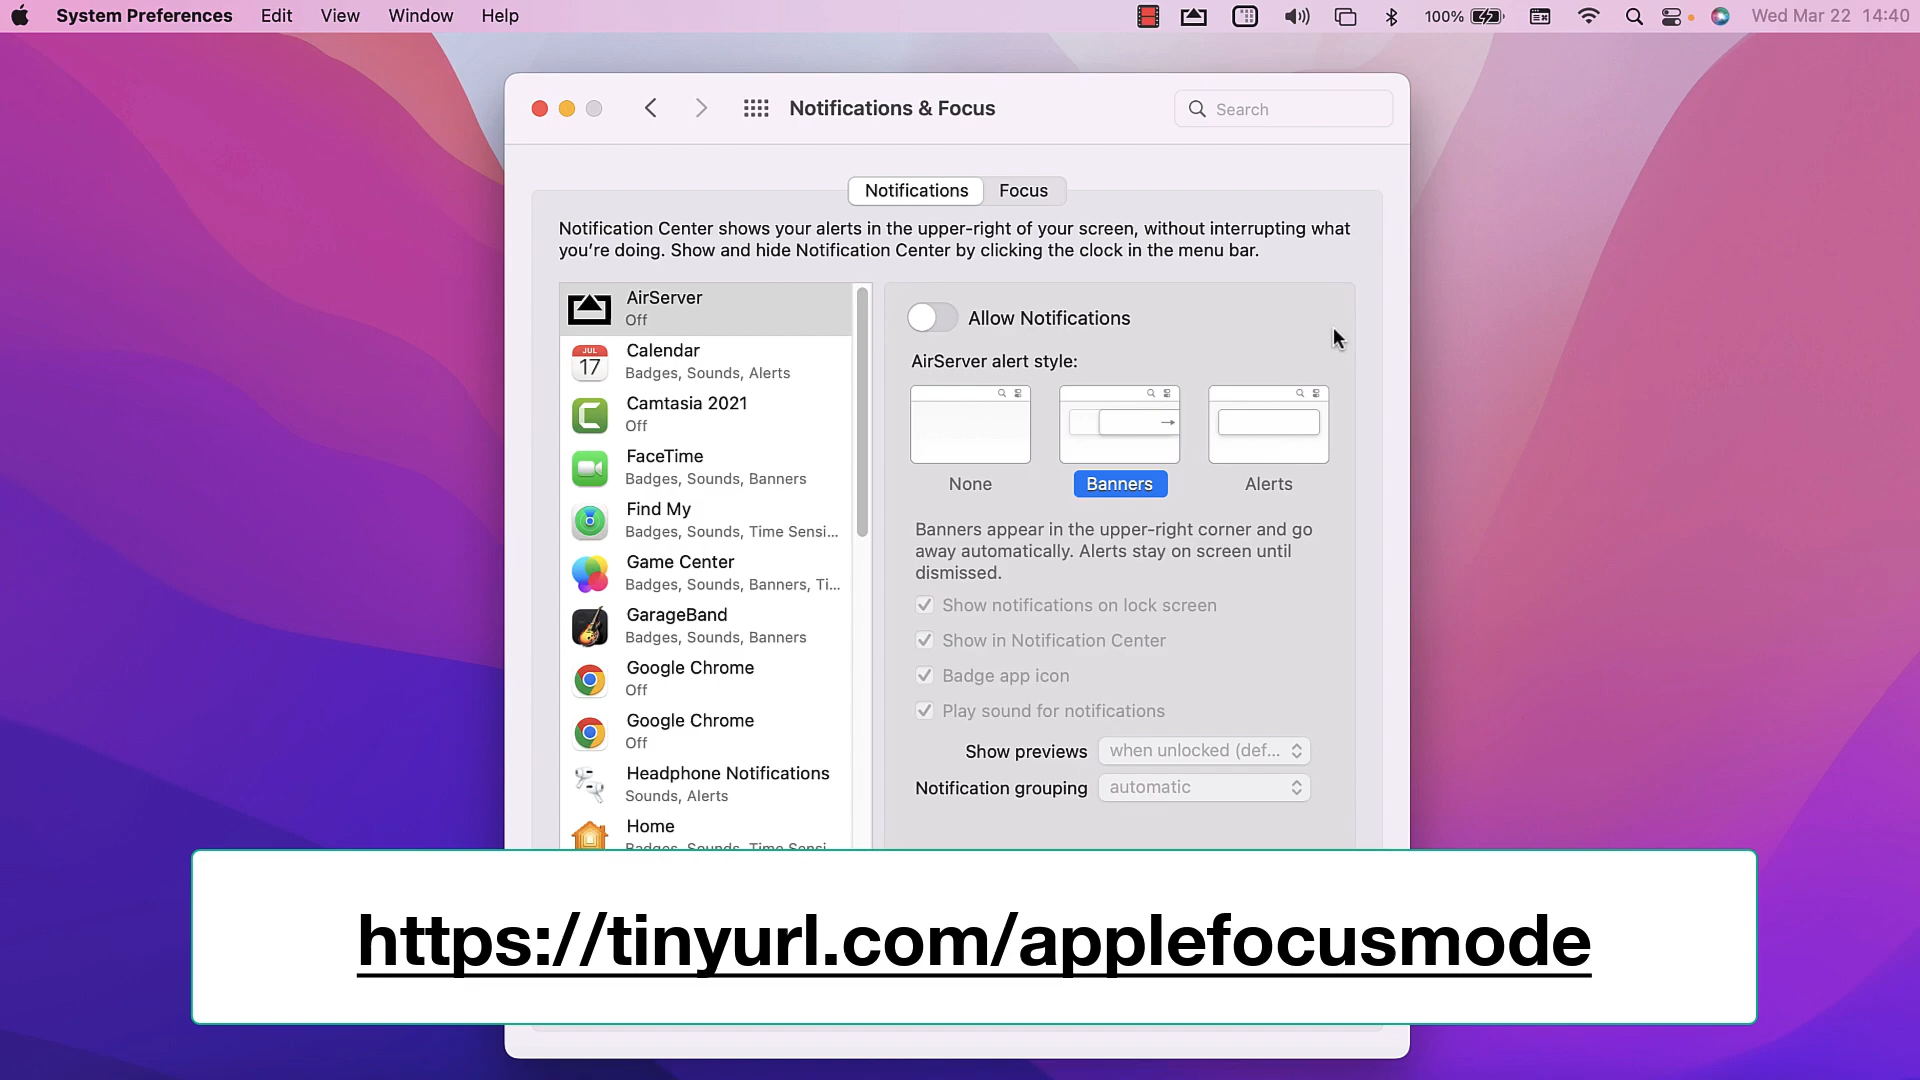 System Preferences Edit View Window Help 100% Wed Mar 22 14:40
Notifications & Focus Search
Notifications Focus
Notification Center shows your alerts in the upper-right of your screen, without interrupting what
you’re doing. Show and hide Notification Center by clicking the clock in the menu bar.
AirServer
Off
JUL
17
Calendar
Badges, Sounds, Alerts
Camtasia 2021
Off
FaceTime
Badges, Sounds, Banners
Find My
Badges, Sounds, Time Sensi...
Game Center
Badges, Sounds, Banners, Ti...
GarageBand
Badges, Sounds, Banners
Google Chrome
Off
Google Chrome
Off
Headphone Notifications
Sounds, Alerts
Home
Badges, Sounds, Time Sensi...
Allow Notifications
AirServer alert style:
None Banners Alerts
Banners appear in the upper-right corner and go
away automatically. Alerts stay on screen until
dismissed.
Show notifications on lock screen
Show in Notification Center
Badge app icon
Play sound for notifications
Show previews when unlocked (def...
Notification grouping automatic
https://tinyurl.com/applefocusmode